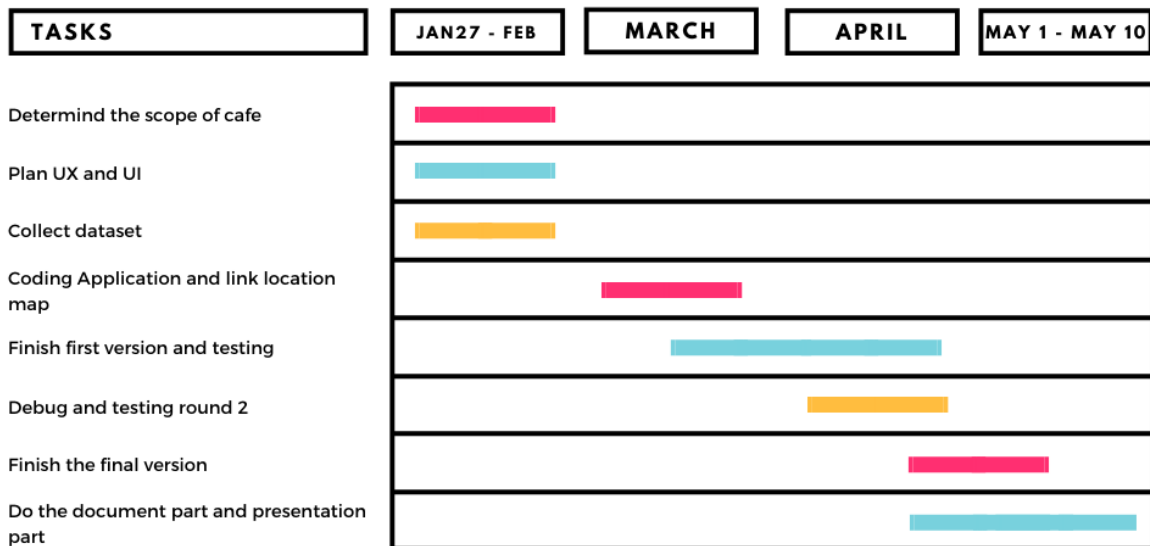 TASKS
JAN27 - FEB
MARCH
APRIL
MAY 1 - MAY 10
Determind the scope of cafe
Plan UX and UI
Collect dataset
Coding Application and link location
map
Finish first version and testing
Debug and testing round 2
Finish the final version
Do the document part and presentation
part